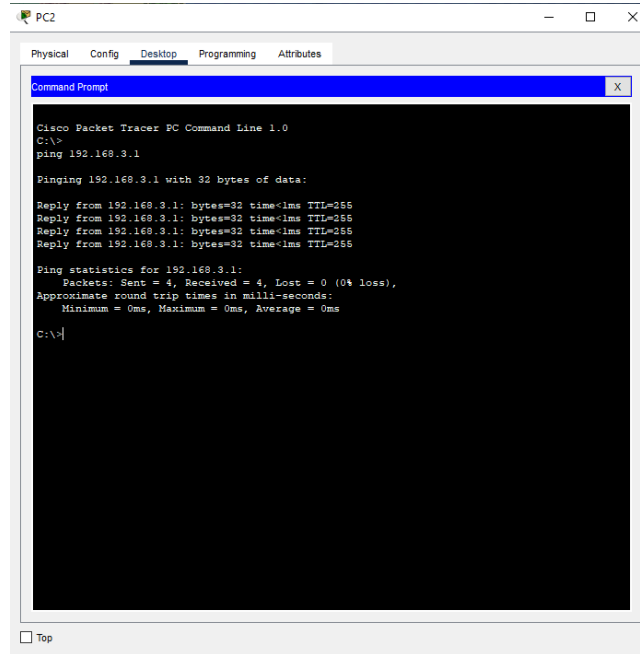 PC2
Physical Config Desktop Programming Attributes
Command Prompt
X
Cisco Packet Tracer PC Command Line 1.0
C:\>
ping 192.168.3.1
Pinging 192.168.3.1 with 32 bytes of data:
Reply from 192.168.3.1: bytes=32 time<1ms TTL=255
Reply from 192.168.3.1: bytes=32 time<1ms TTL=255
Reply from 192.168.3.1: bytes=32 time<1ms TTL=255
Reply from 192.168.3.1: bytes=32 time<1ms TTL=255
Ping statistics for 192.168.3.1:
Packets: Sent = 4, Received = 4, Lost = 0 (0% loss),
Approximate round trip times in milli-seconds:
Minimum = 0ms, Maximum = 0ms, Average = 0ms
C:\>
Top